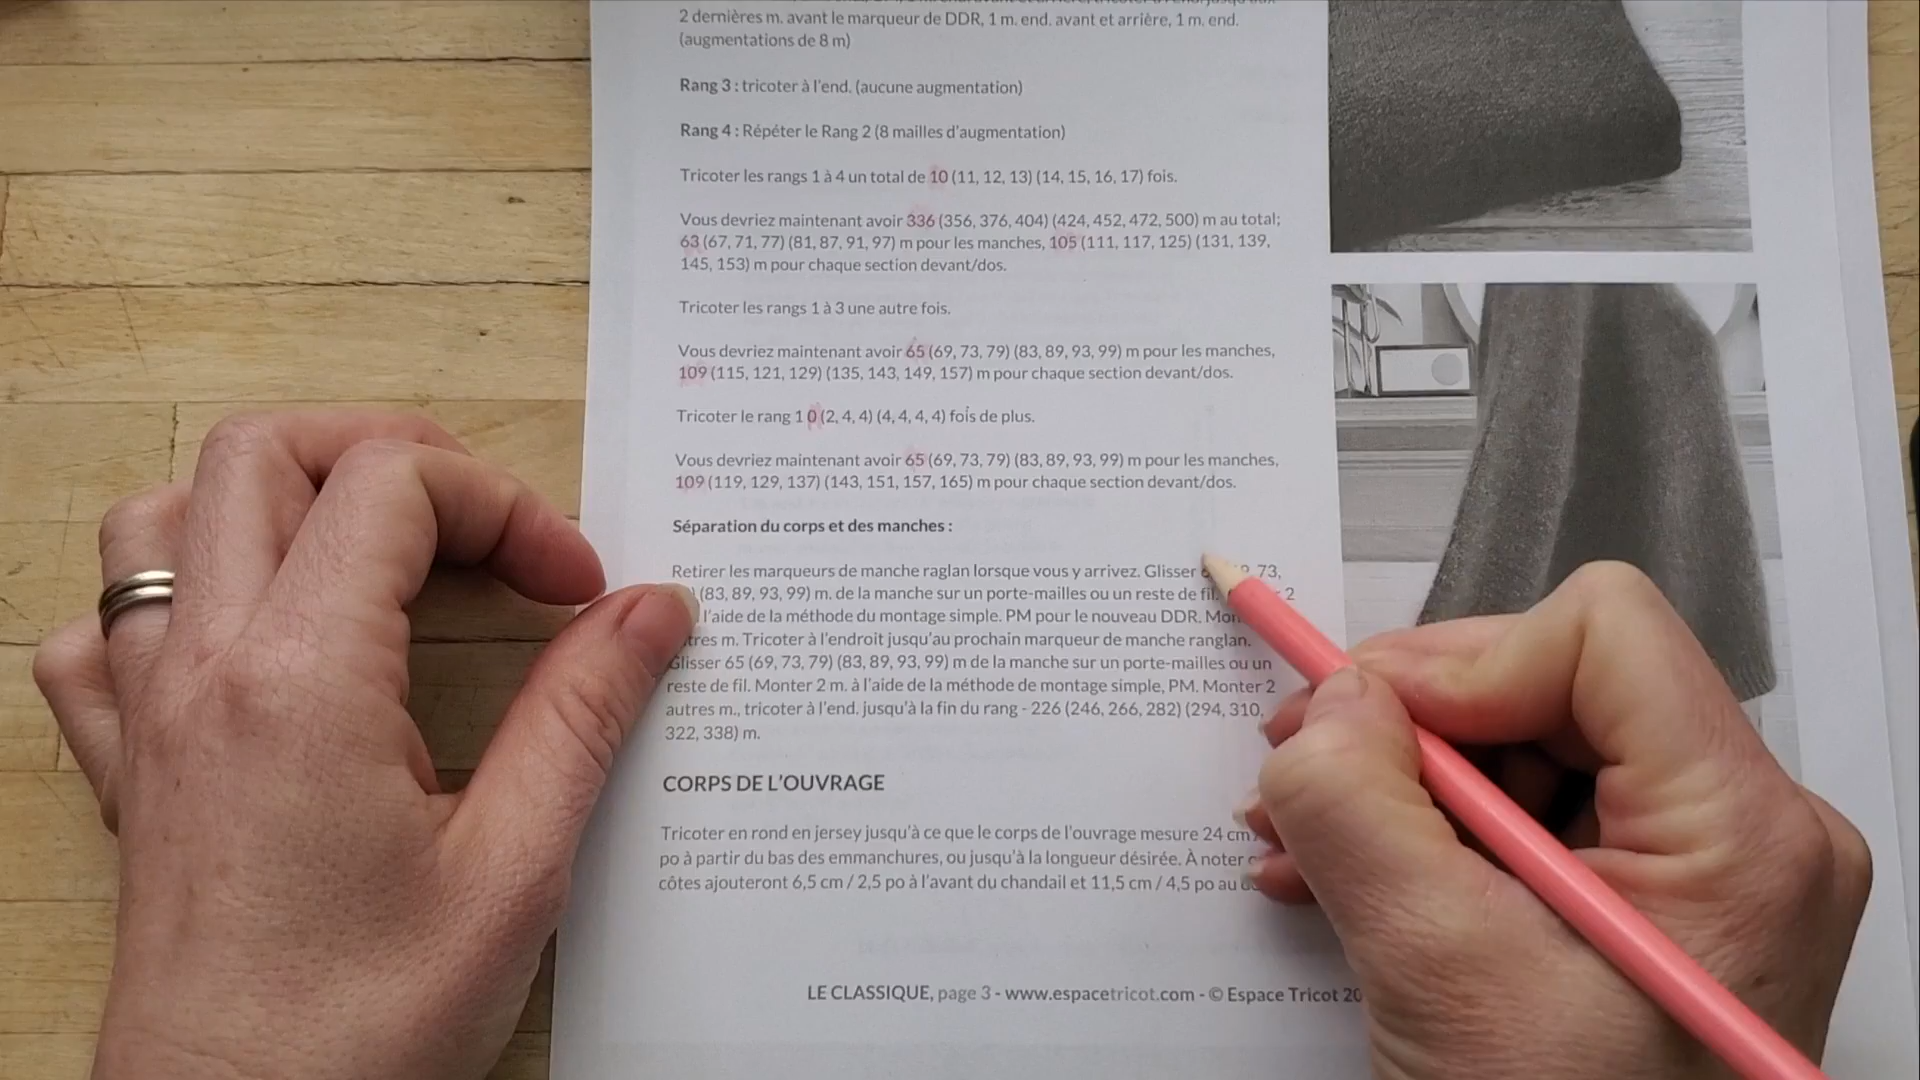 2 dernières m. avant le marqueur de DDR, 1 m. end. avant et arrière, 1 m. end.
(augmentations de 8 m)
Rang 3 : tricoter à l'end. (aucune augmentation)
Rang 4 : Répéter le Rang 2 (8 mailles d'augmentation)
Tricoter les rangs 1 à 4 un total de 10 (11, 12, 13) (14, 15, 16, 17) fois.
Vous devriez maintenant avoir 336 (356, 376, 404) (424, 452, 472, 500) m au total;
63 (67, 71, 77) (81, 87, 91, 97) m pour les manches, 105 (111, 117, 125) (131, 139,
145, 153) m pour chaque section devant/dos.
Tricoter les rangs 1 à 3 une autre fois.
Vous devriez maintenant avoir 65 (69, 73, 79) (83, 89, 93, 99) m pour les manches,
109 (115, 121, 129) (135, 143, 149, 157) m pour chaque section devant/dos.
Tricoter le rang 1 0 (2, 4, 4) (4, 4, 4, 4) fois de plus.
Vous devriez maintenant avoir 65 (69, 73, 79) (83, 89, 93, 99) m pour les manches,
109 (119, 129, 137) (143, 151, 157, 165) m pour chaque section devant/dos.
Séparation du corps et des manches :
Retirer les marqueurs de manche raglan lorsque vous y arrivez. Glisser 73,
(83, 89, 93, 99) m. de la manche sur un porte-mailles ou un reste de fil. 2
l'aide de la méthode du montage simple. PM pour le nouveau DDR.
m. Tricoter à l'endroit jusqu'au prochain marqueur de manche ranglan.
Glisser 65 (69, 73, 79) (83, 89, 93, 99) m de la manche sur un porte-mailles ou un
reste de fil. Monter 2 m. à l'aide de la méthode de montage simple, PM. Monter 2
autres m., tricoter à l'end. jusqu'à la fin du rang - 226 (246, 266, 282) (294, 310,
322, 338) m.
CORPS DE L'OUVRAGE
Tricoter en rond en jersey jusqu'à ce que le corps de l'ouvrage mesure 24 cm
po à partir du bas des emmanchures, ou jusqu'à la longueur désirée. À noter
côtes ajouteront 6,5 cm / 2,5 po à l'avant du chandail et 11,5 cm / 4,5 po au
LE CLASSIQUE, page 3 - www.espacetricot.com - © Espace Tricot 20